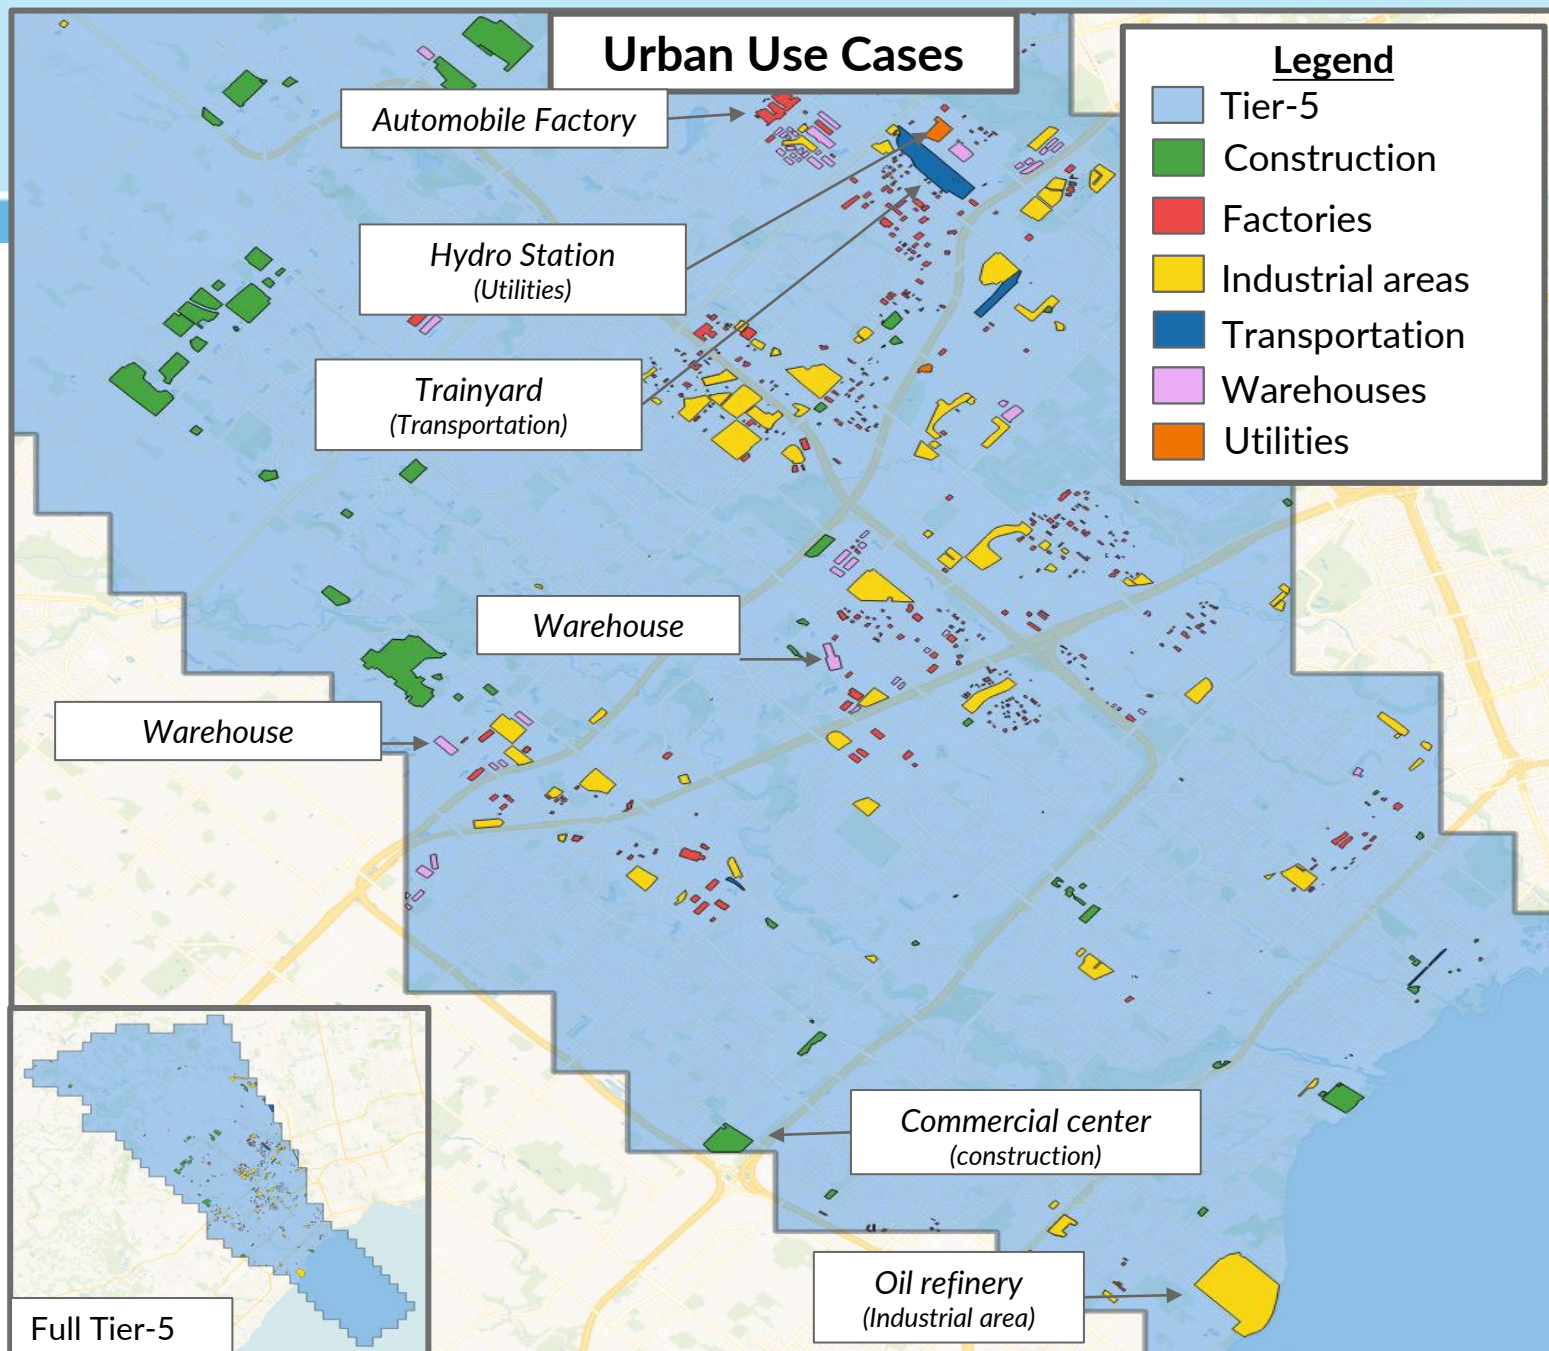 Urban Use Cases
Legend
Tier-5
Construction
Factories
Industrial areas
Transportation
Warehouses
Utilities
Automobile Factory
Hydro Station
(Utilities)
Trainyard
(Transportation)
Warehouse
Warehouse
Commercial center
(construction)
Oil refinery
(Industrial area)
Full Tier-5